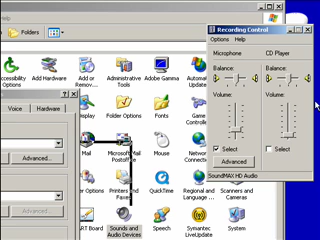 Folders
Recording Control
Options Help
Microphone
CD Player
Balance:
Balance:
Volume:
Volume:
Select
Select
Advanced
SoundMAX HD Audio
Accessibility
Options
Add Hardware
Add or
Remov...
Administrative
Tools
Adobe Gamma
Automatic
Updates
Voice
Hardware
Advanced...
Advanced...
Display
Folder Options
Fonts
Game
Controllers
Mail
Microsoft Mail
Postoffice
Mouse
Network
Connections
Power Options
QuickTime
Regional and
Language ...
Scanners and
Cameras
Sounds and
Audio Devices
Speech
Symantec
LiveUpdate
System